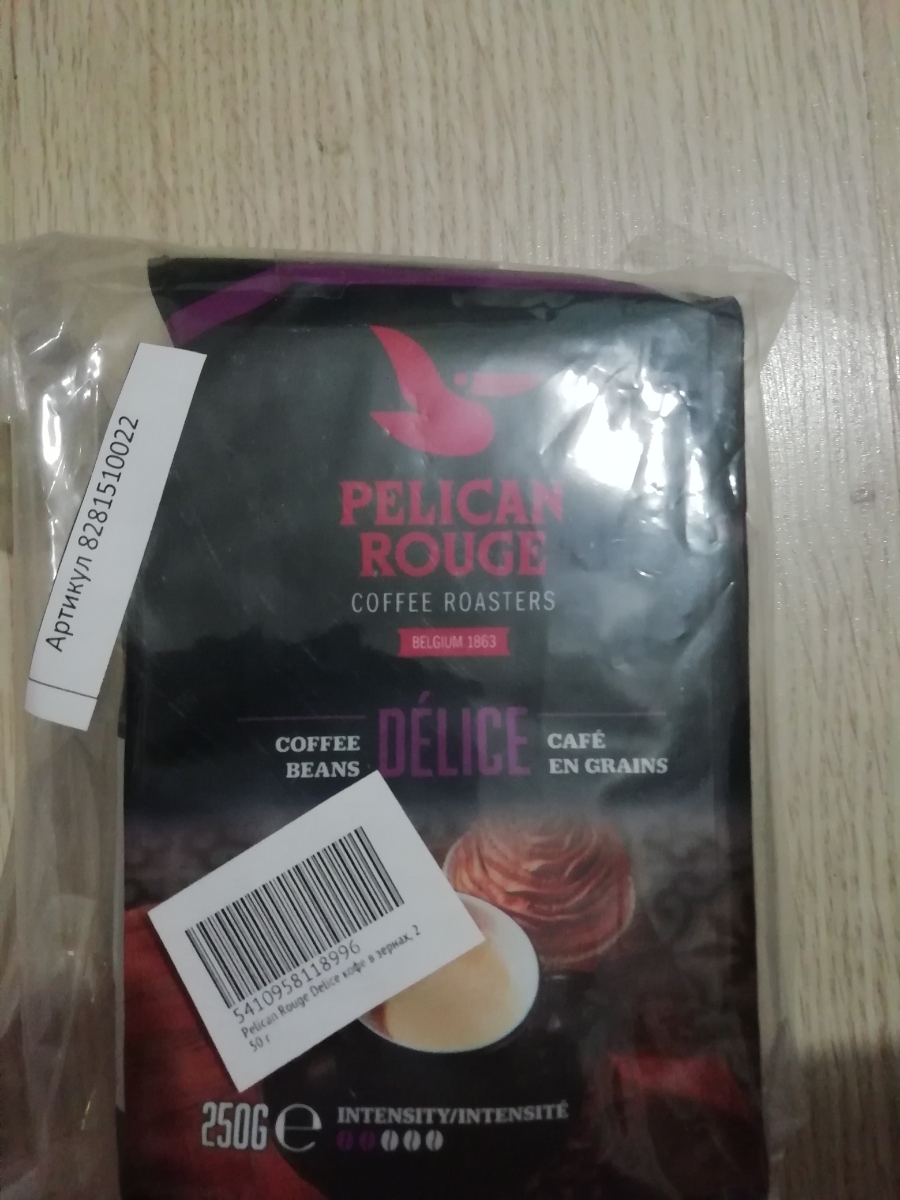 Артикул 8281510022
PELICAN
ROUGE
COFFEE ROASTERS
BELGIUM 1863
COFFEE
BEANS
DÉLICE
CAFÉ
EN GRAINS
5410958118996
Pelican Rouge Delice кофе в зернах, 2
50 г
250G e
INTENSITY/INTENSITÉ